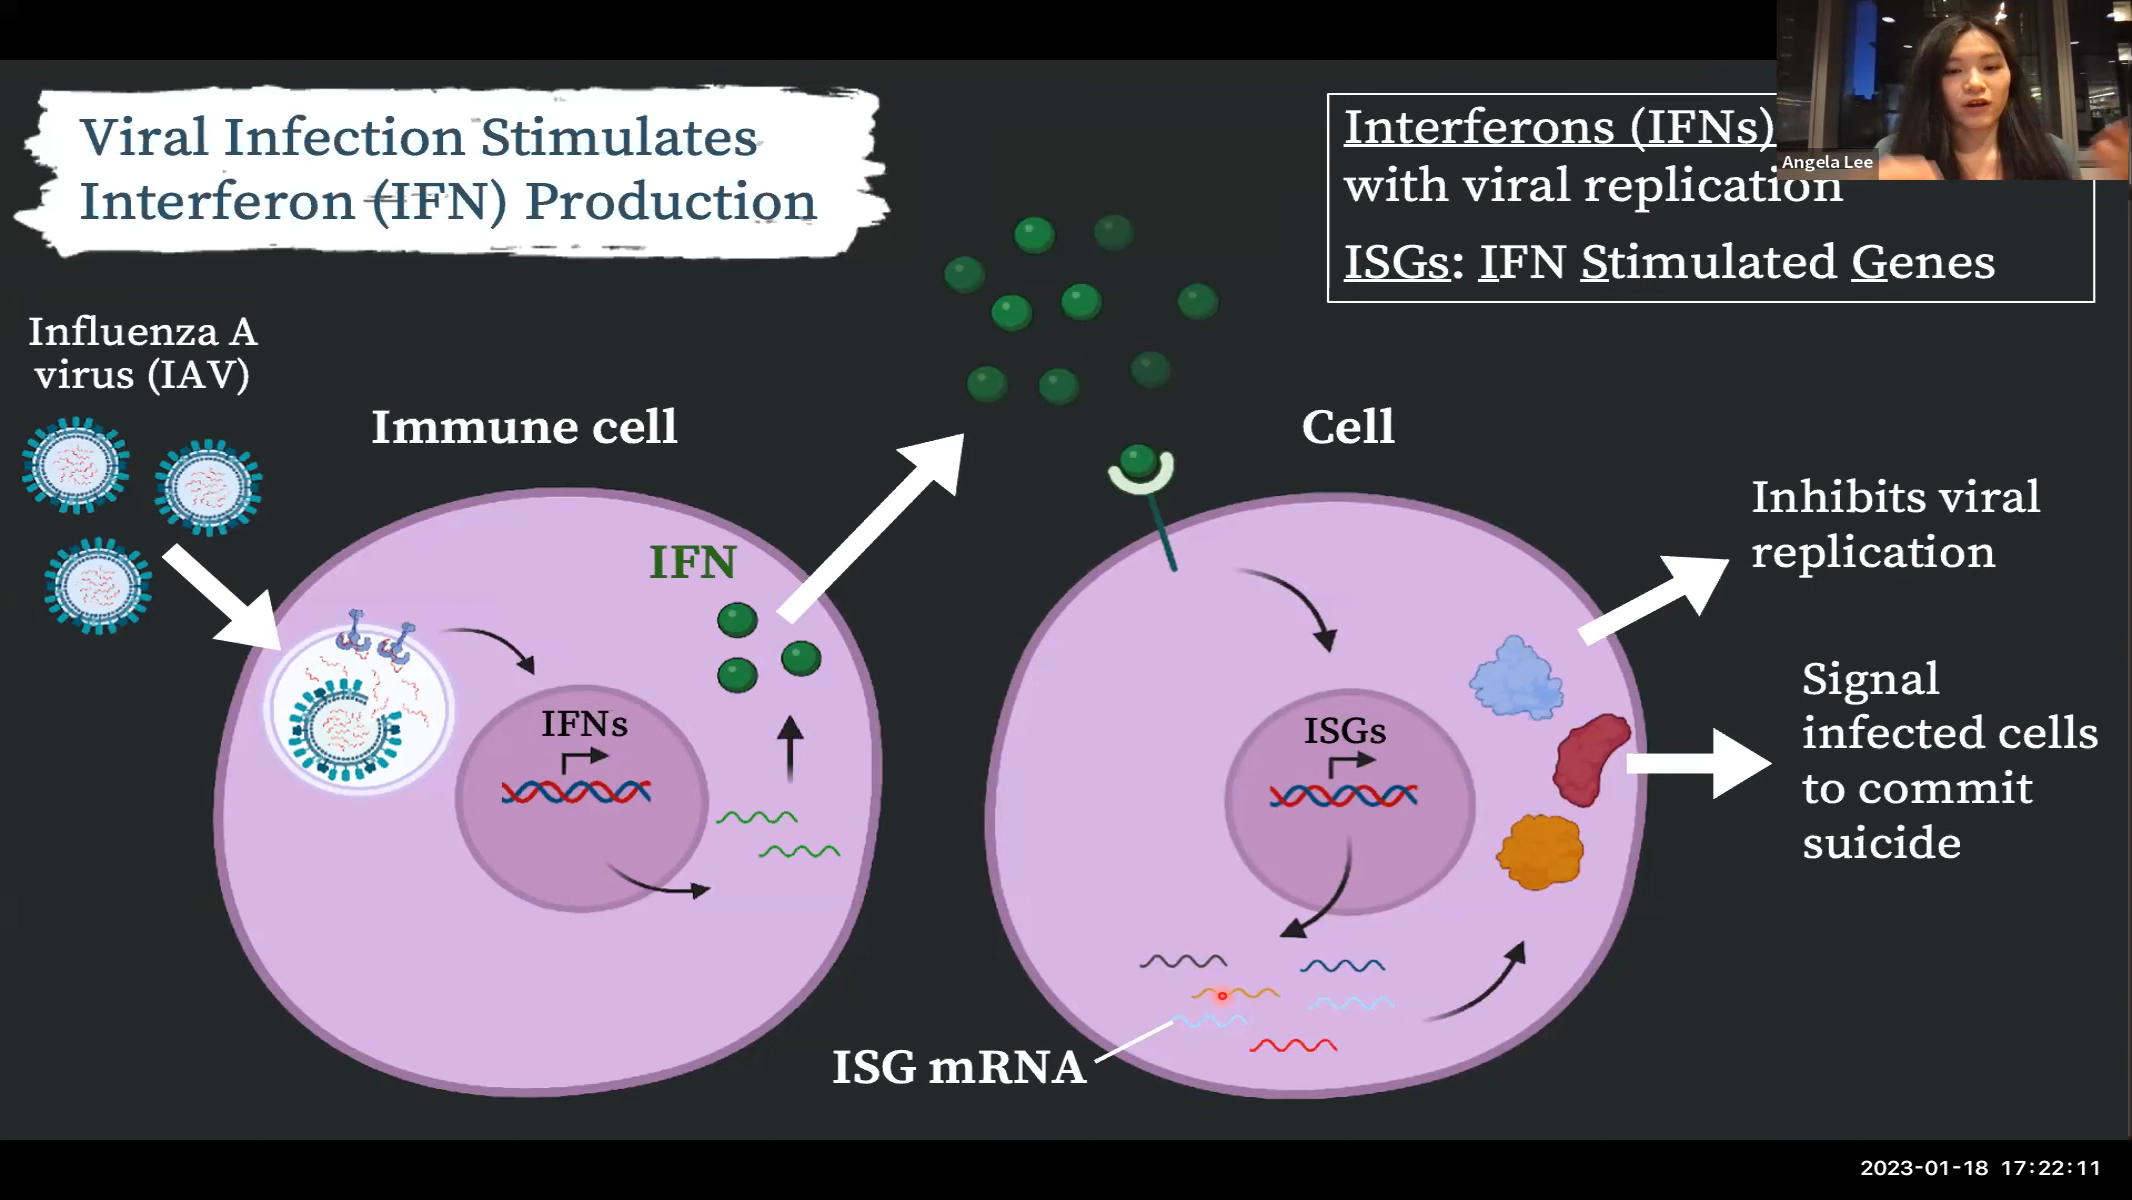 Viral Infection Stimulates
Interferon (IFN) Production
Interferons (IFNs)
with viral replication
ISGs: IFN Stimulated Genes
Angela Lee
Influenza A
virus (IAV)
Immune cell
Cell
IFN
IFNs
ISGs
Inhibits viral
replication
Signal
infected cells
to commit
suicide
ISG mRNA
2023-01-18 17:22:11